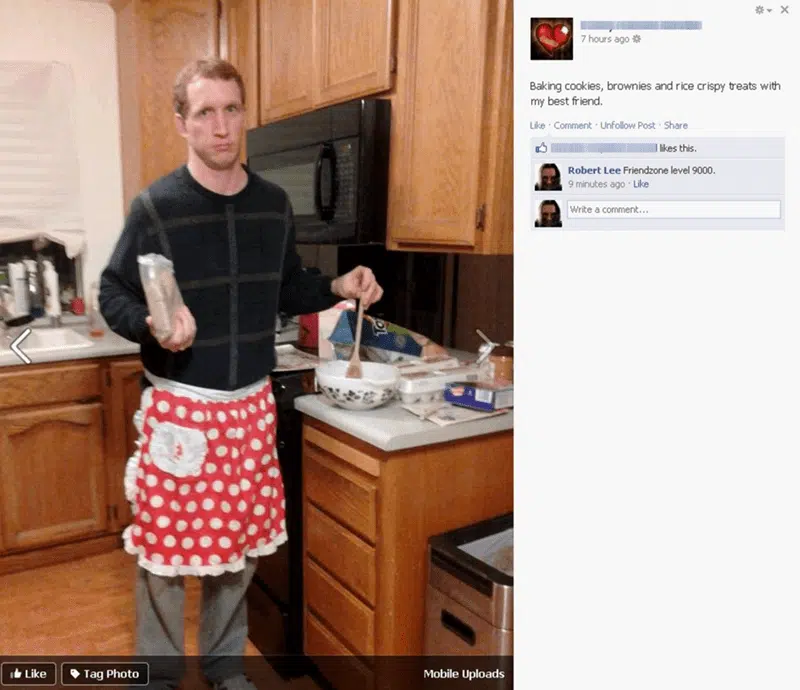 7 hours ago
Baking cookies, brownies and rice crispy treats with
my best friend.
Like · Comment · Unfollow Post · Share
likes this.
Robert Lee Friendzone level 9000.
9 minutes ago · Like
Write a comment...
Like
Tag Photo
Mobile Uploads